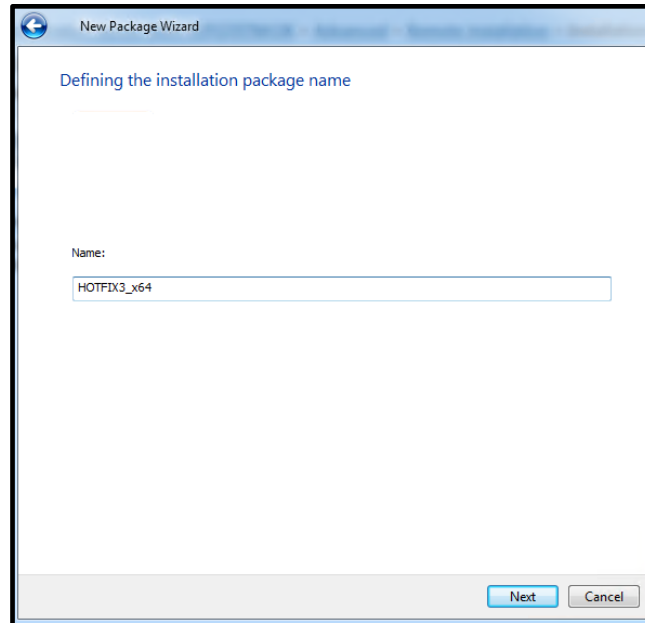 New Package Wizard
Defining the installation package name
Name:
HOTFIX3_x64
Next
Cancel